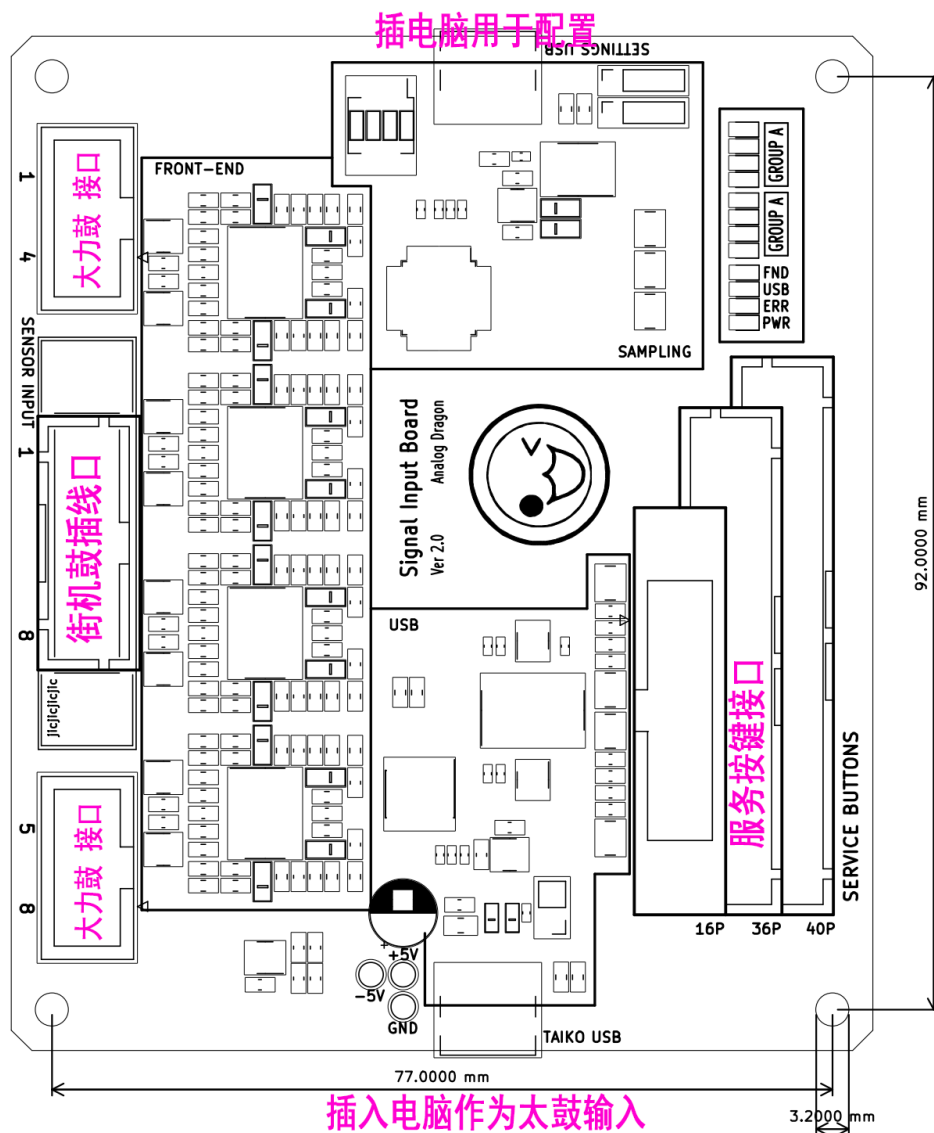 插电脑用于配置
SETTINGS USB
FRONT-END
1
大力鼓 接口
4
SENSOR INPUT
1
街机鼓插线口
8
jlcjlcjlcjlc
5
大力鼓 接口
8
GROUP A
GROUP A
FND
USB
ERR
PWR
SAMPLING
Signal Input Board
Analog Dragon
Ver 2.0
USB
服务按键接口
SERVICE BUTTONS
16P
36P
40P
92.0000 mm
+
+5V
-5V
GND
TAIKO USB
77.0000 mm
3.2000 mm
插入电脑作为太鼓输入